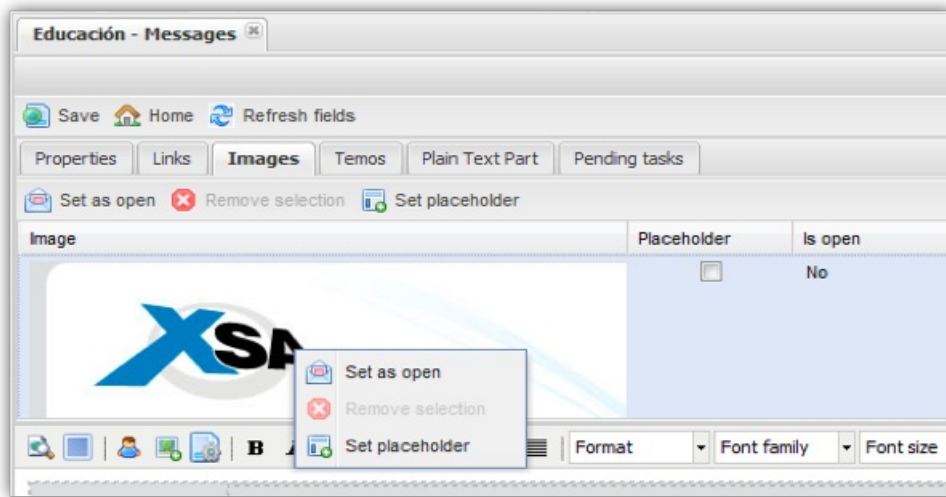 Educación - Messages
Save Home Refresh fields
Properties Links Images Temos Plain Text Part Pending tasks
Set as open Remove selection Set placeholder
Image Placeholder Is open
No
XSA
Set as open
Remove selection
Set placeholder
B Format Font family Font size